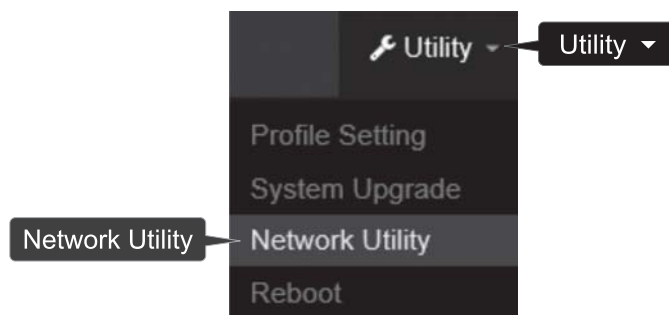 Utility
Utility
Profile Setting
System Upgrade
Network Utility
Network Utility
Reboot